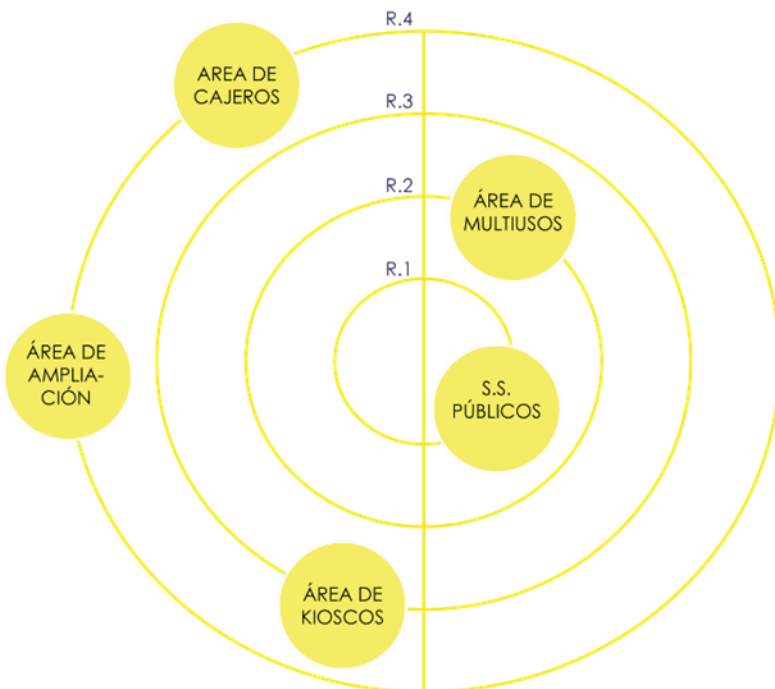 R.4
AREA DE
CAJEROS
R.3
R.2
ÁREA DE
MULTIUSOS
R.1
ÁREA DE
AMPLIA-
CIÓN
S.S.
PÚBLICOS
ÁREA DE
KIOSCOS